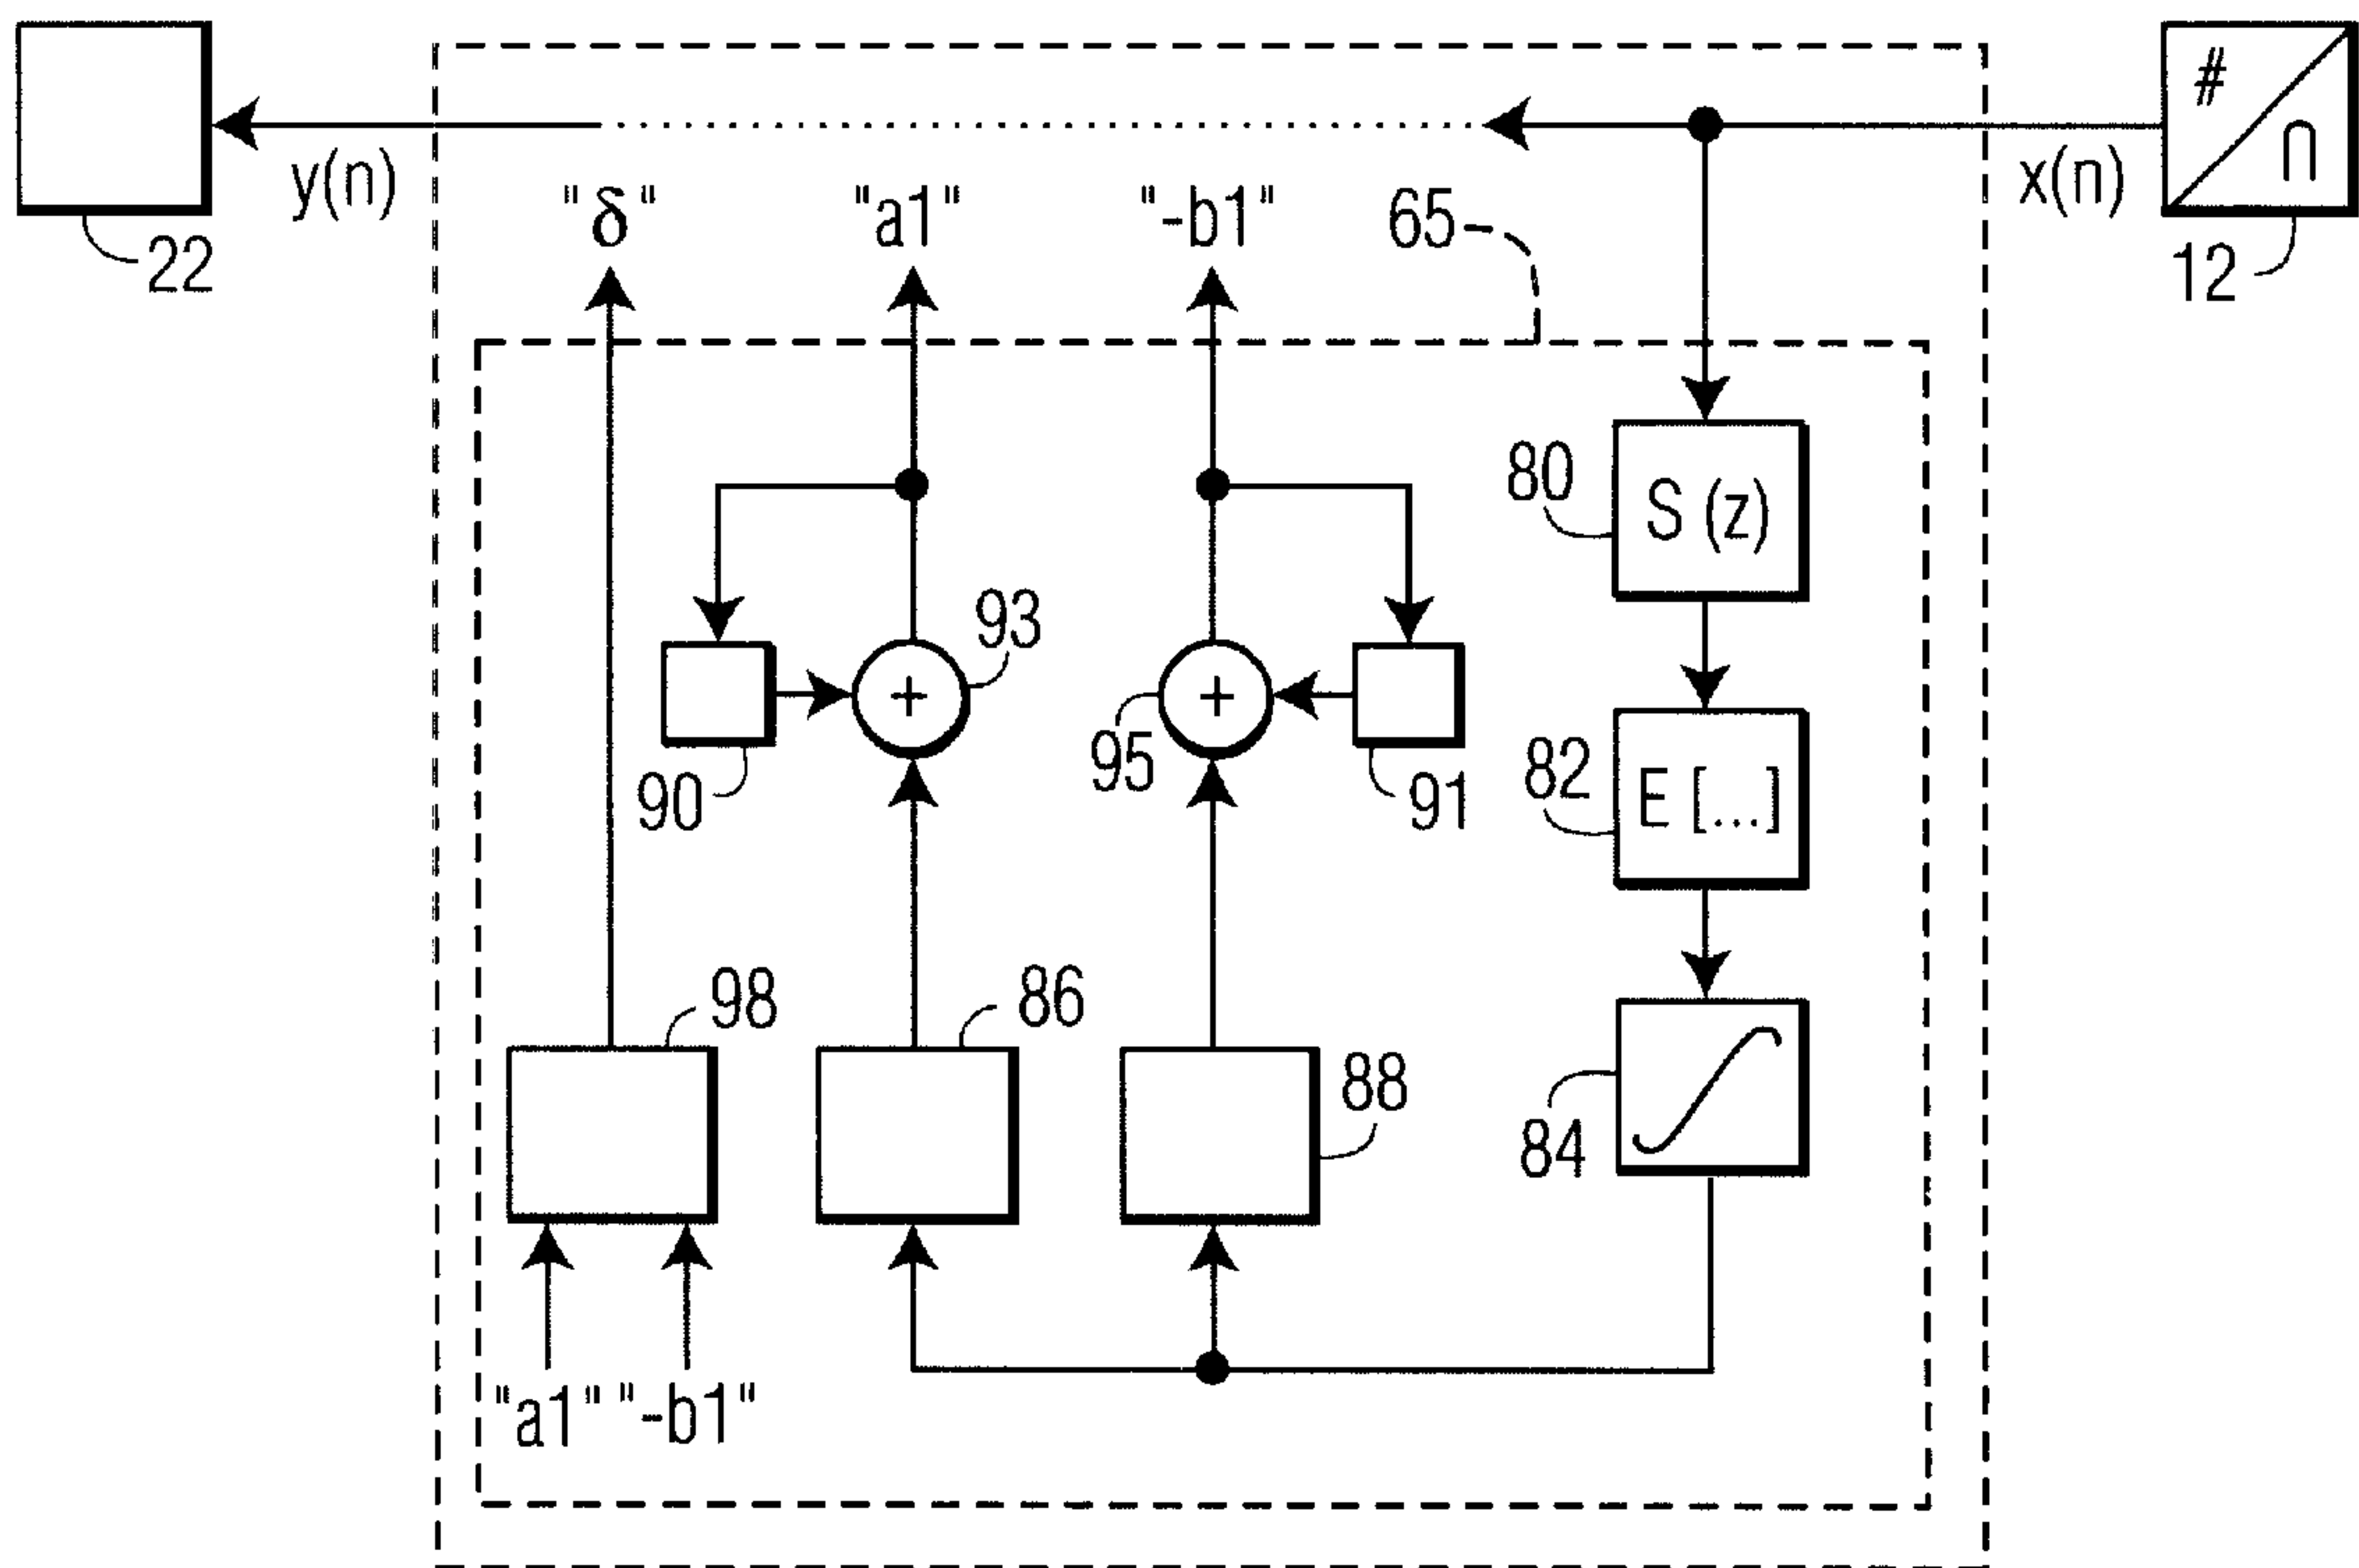 #
∩
y(n)
x(n)
22
"δ"
"a1"
"-b1"
65
12
80
S (z)
93
95
82
E [...]
90
91
98
86
88
84
"a1" "-b1"
+
+